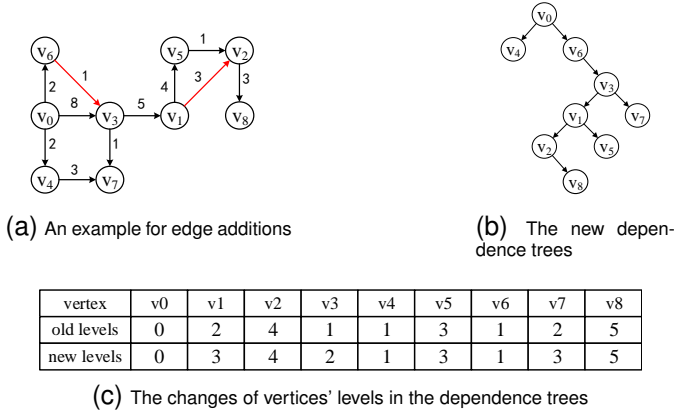 v6 v5 1 v2
1
2 4 3 3
v0 8 v3 5 v1 v8
2 1
v4 3 v7
(a) An example for edge additions
v0
v4 v6
v3
v1 v7
v2 v5
v8
(b) The new depen-
dence trees
vertex v0 v1 v2 v3 v4 v5 v6 v7 v8
old levels 0 2 4 1 1 3 1 2 5
new levels 0 3 4 2 1 3 1 3 5
(c) The changes of vertices' levels in the dependence trees